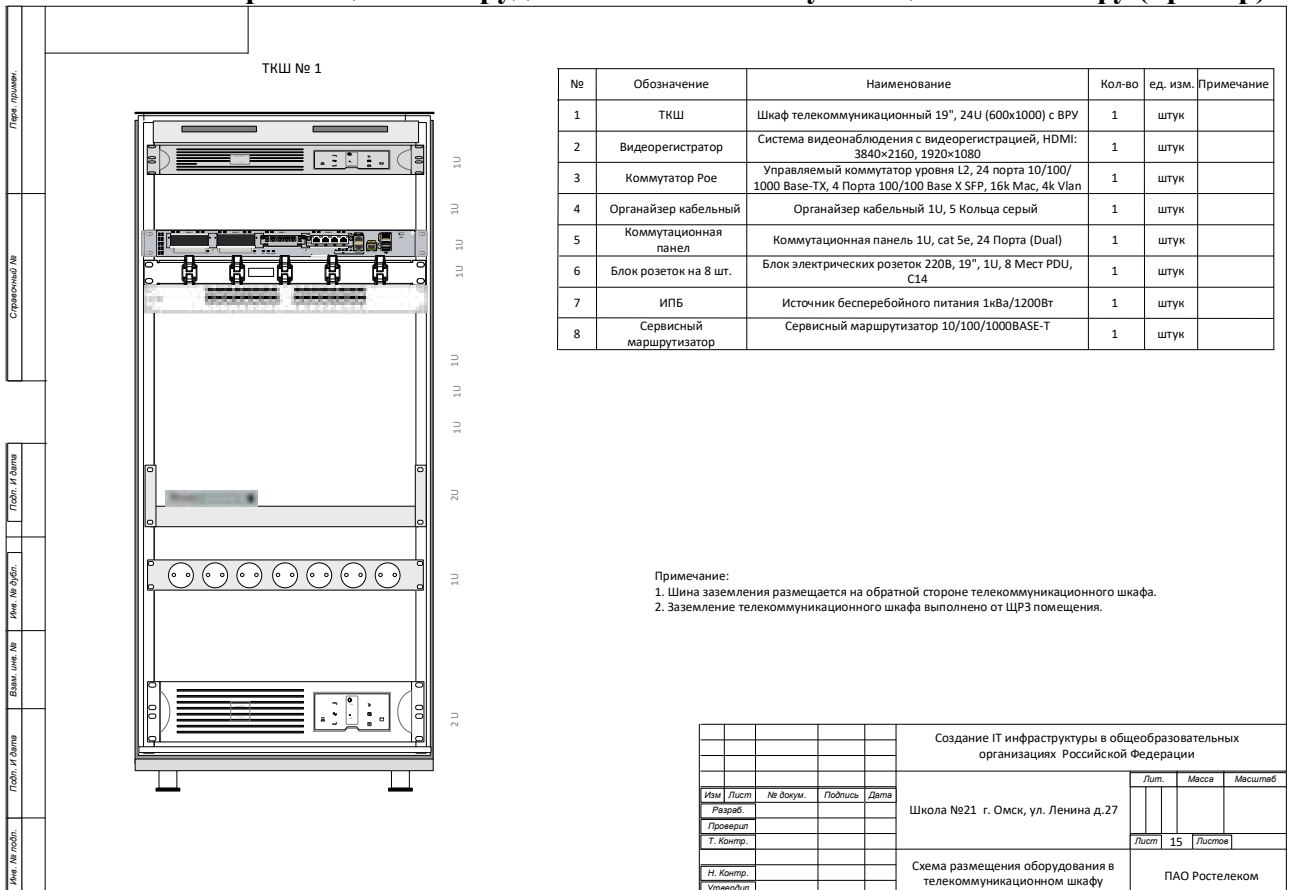 ТКШ № 1
1U
1U
1U
1U
1U
1U
1U
2U
1U
2 U
№ Обозначение Наименование Кол-во ед. изм. Примечание
1 ТКШ Шкаф телекоммуникационный 19", 24U (600x1000) с ВРУ 1 штук
2 Видеорегистратор Система видеонаблюдения с видеорегистрацией, HDMI:
3840×2160, 1920×1080 1 штук
3 Коммутатор Poe Управляемый коммутатор уровня L2, 24 порта 10/100/
1000 Base-TX, 4 Порта 100/100 Base X SFP, 16k Mac, 4k Vlan 1 штук
4 Органайзер кабельный Органайзер кабельный 1U, 5 Кольца серый 1 штук
5 Коммутационная
панел Коммутационная панель 1U, cat 5e, 24 Порта (Dual) 1 штук
6 Блок розеток на 8 шт. Блок электрических розеток 220В, 19", 1U, 8 Мест PDU,
C14 1 штук
7 ИПБ Источник бесперебойного питания 1кВа/1200Вт 1 штук
8 Сервисный
маршрутизатор Сервисный маршрутизатор 10/100/1000BASE-T 1 штук
Примечание:
1. Шина заземления размещается на обратной стороне телекоммуникационного шкафа.
2. Заземление телекоммуникационного шкафа выполнено от ЩРЗ помещения.
Перв. примен.
Справочный №
Подп. И дата
Инв. № дубл.
Взам. инв. №
Подп. И дата
Инв. № подл.
Создание IT инфраструктуры в общеобразовательных
организациях Российской Федерации
Изм Лист № докум. Подпись Дата
Разраб.
Проверил
Т. Контр.
Н. Контр.
Утвердил
Школа №21 г. Омск, ул. Ленина д.27
Лит. Масса Масштаб
Лист 15 Листов
Схема размещения оборудования в
телекоммуникационном шкафу
ПАО Ростелеком